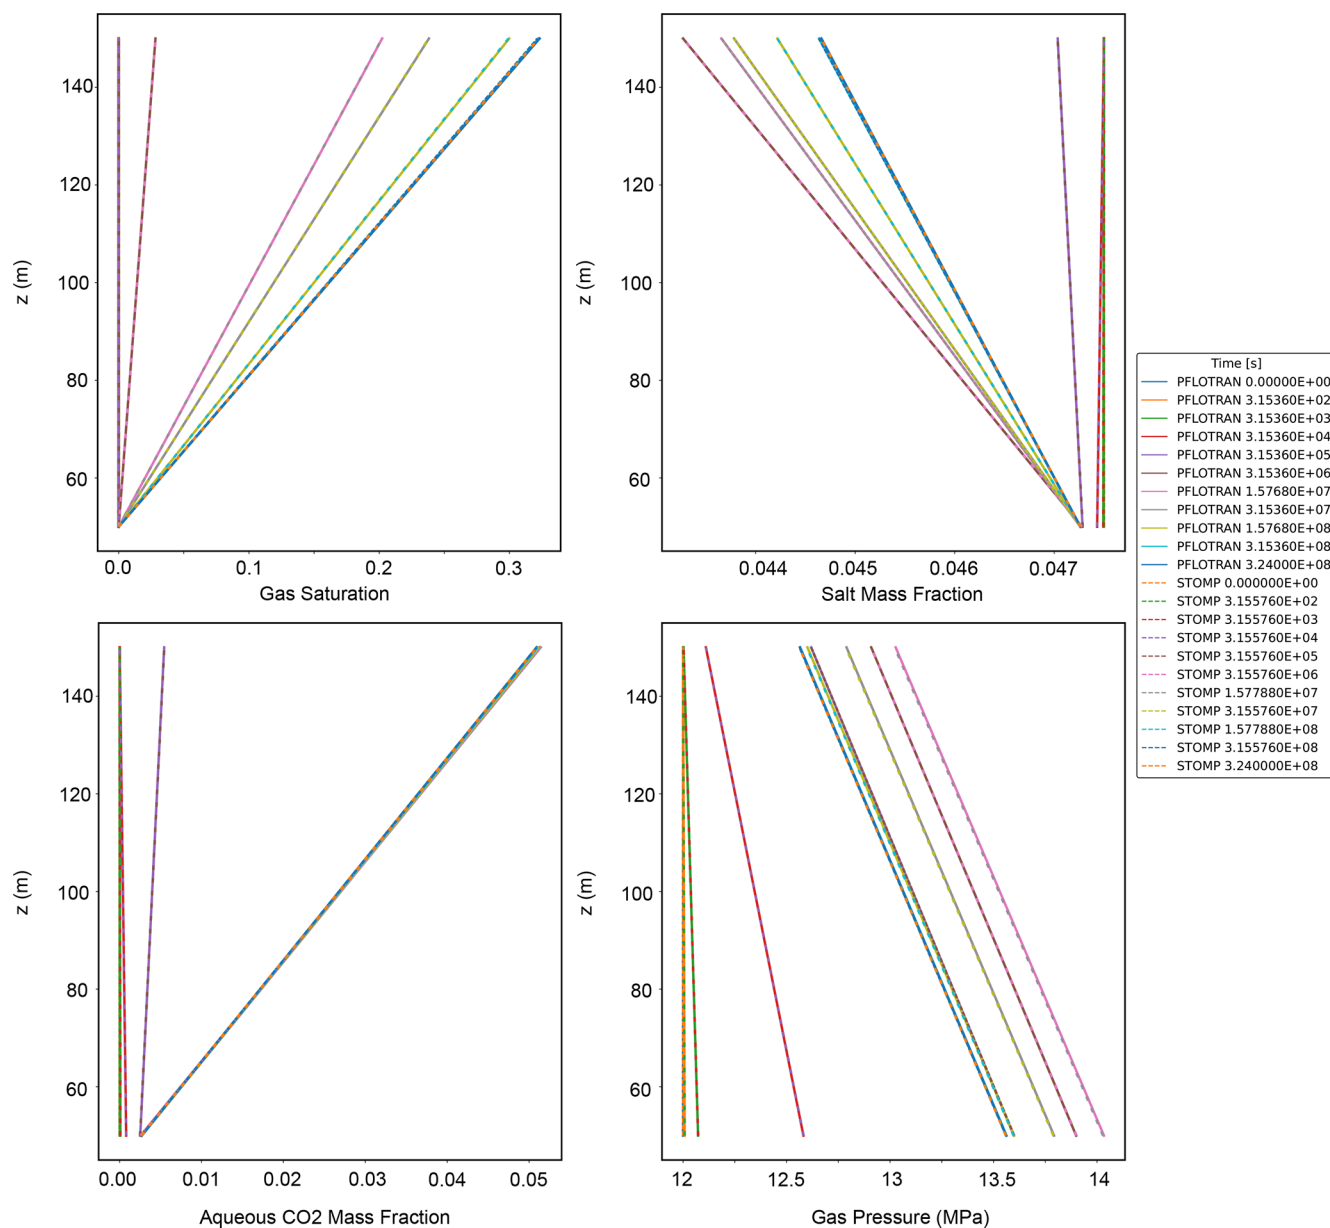 140
120
100
80
60
z (m)
0.0 0.1 0.2 0.3
Gas Saturation
140
120
100
80
60
z (m)
0.044 0.045 0.046 0.047
Salt Mass Fraction
140
120
100
80
60
z (m)
0.00 0.01 0.02 0.03 0.04 0.05
Aqueous CO2 Mass Fraction
140
120
100
80
60
z (m)
12 12.5 13 13.5 14
Gas Pressure (MPa)
Time [s]
PFLOTRAN 0.00000E+00
PFLOTRAN 3.15360E+02
PFLOTRAN 3.15360E+03
PFLOTRAN 3.15360E+04
PFLOTRAN 3.15360E+05
PFLOTRAN 3.15360E+06
PFLOTRAN 1.57680E+07
PFLOTRAN 3.15360E+07
PFLOTRAN 1.57680E+08
PFLOTRAN 3.15360E+08
PFLOTRAN 3.24000E+08
STOMP 0.000000E+00
STOMP 3.155760E+02
STOMP 3.155760E+03
STOMP 3.155760E+04
STOMP 3.155760E+05
STOMP 3.155760E+06
STOMP 1.577880E+07
STOMP 3.155760E+07
STOMP 1.577880E+08
STOMP 3.155760E+08
STOMP 3.240000E+08